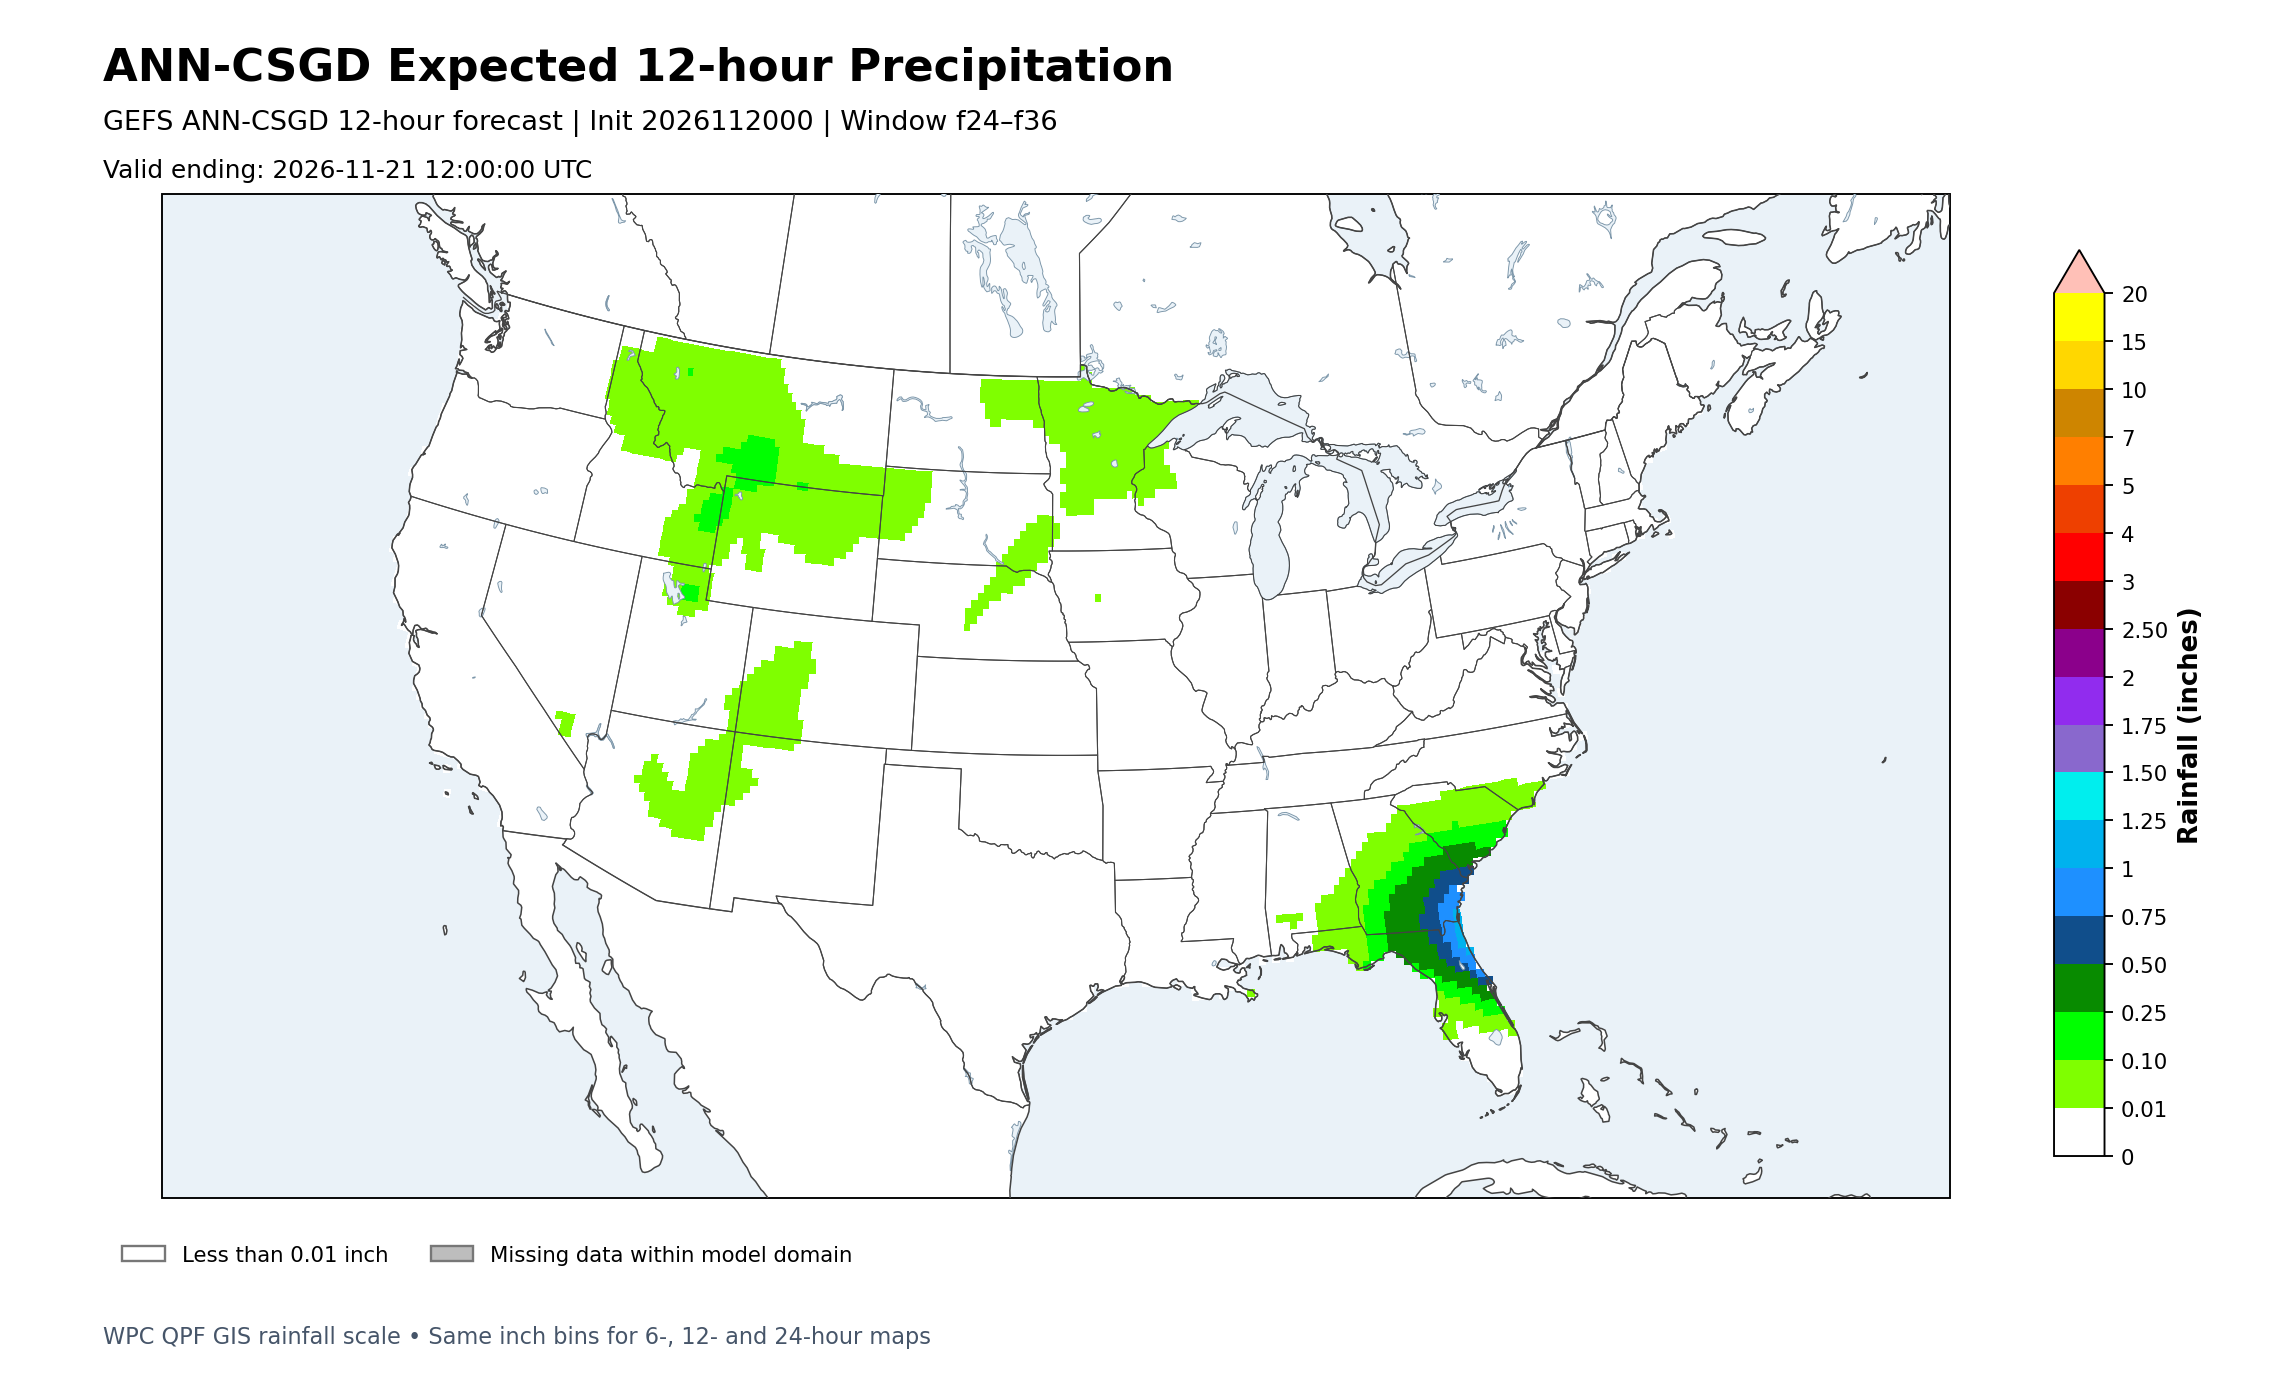 ANN-CSGD Expected 12-hour Precipitation
GEFS ANN-CSGD 12-hour forecast | Init 2026112000 | Window f24–f36
Valid ending: 2026-11-21 12:00:00 UTC
20
15
10
7
5
4
3
2.50
2
1.75
1.50
1.25
1
0.75
0.50
0.25
0.10
0.01
0
Rainfall (inches)
Less than 0.01 inch
Missing data within model domain
WPC QPF GIS rainfall scale • Same inch bins for 6-, 12- and 24-hour maps